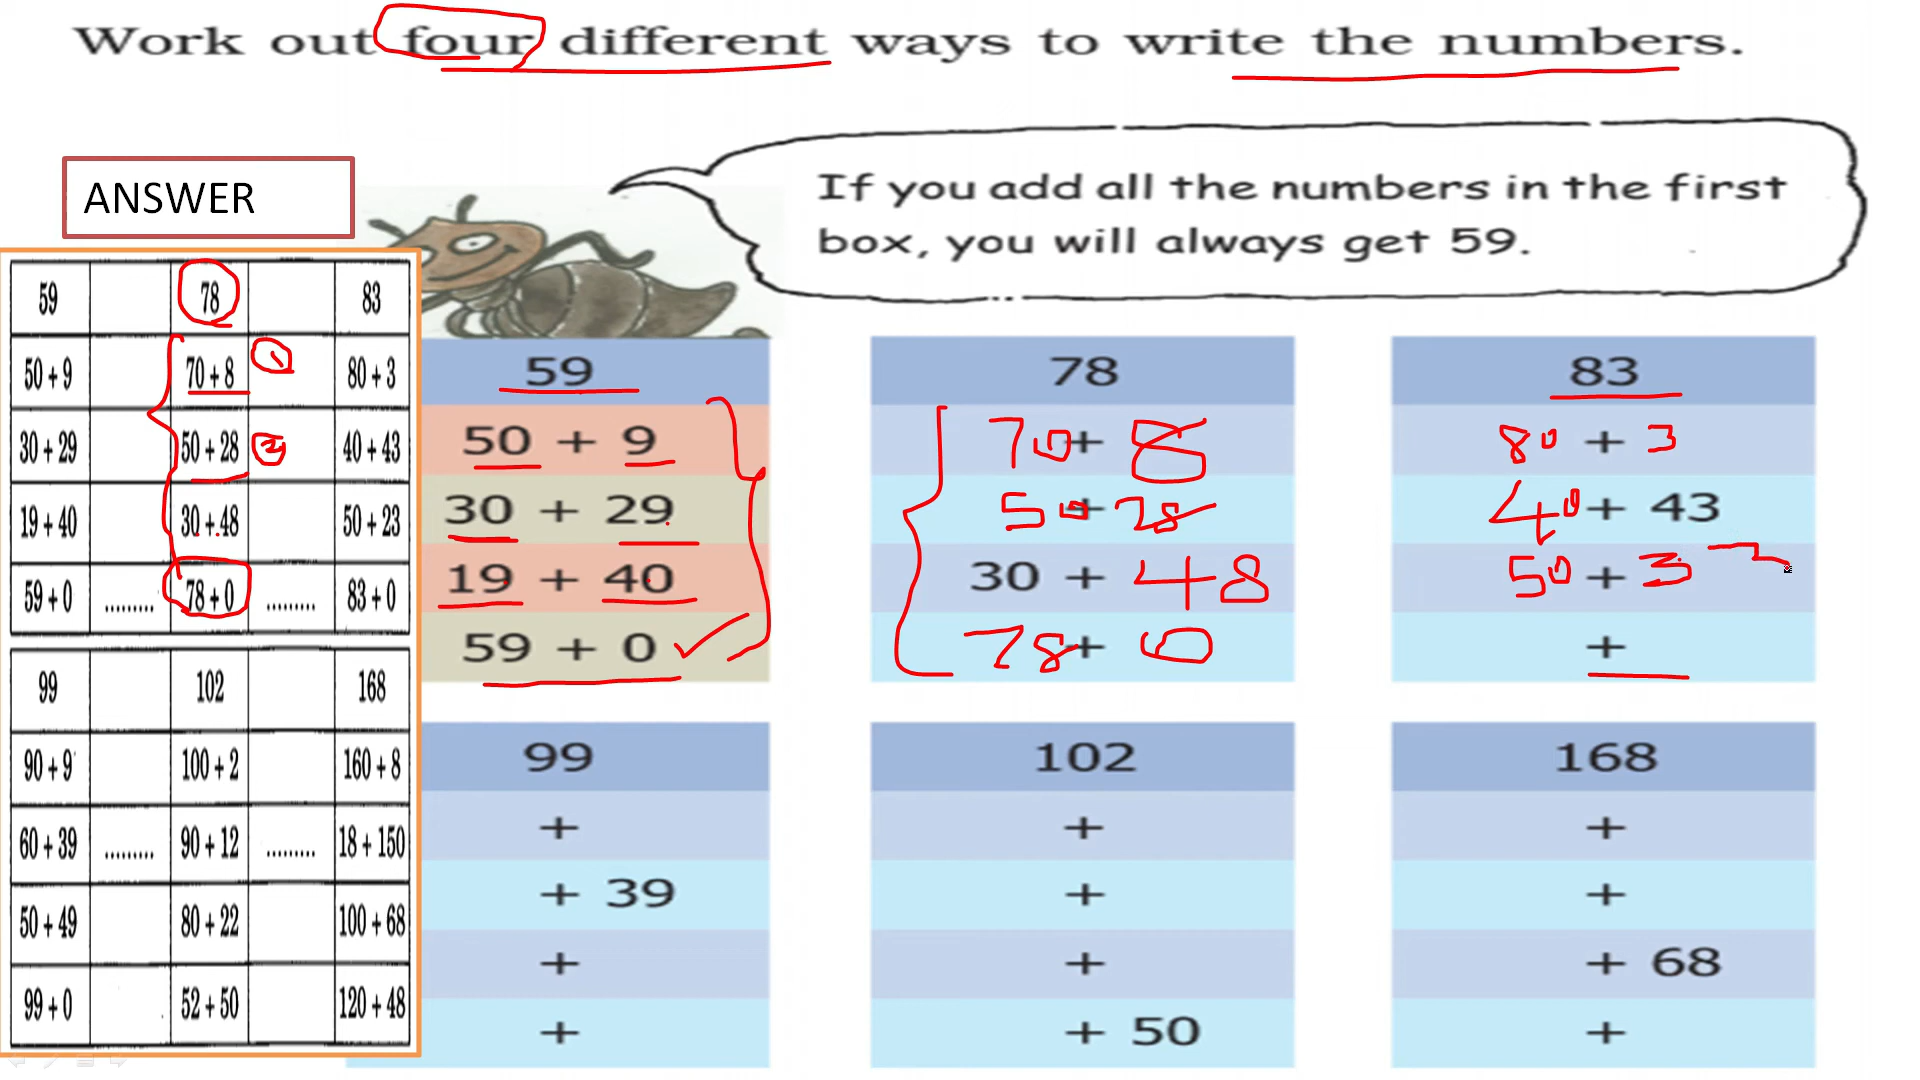 Work out four different ways to write the numbers.
ANSWER
If you add all the numbers in the first
box, you will always get 59.
59 78 83
50 + 9 70 + 8 80 + 3
30 + 29 50 + 28 40 + 43
19 + 40 30 + 48 50 + 23
59 + 0 ......... 78 + 0 ......... 83 + 0
99 102 168
90 + 9 100 + 2 160 + 8
60 + 39 ......... 90 + 12 ......... 18 + 150
50 + 49 80 + 22 100 + 68
99 + 0 52 + 50 120 + 48
59
50 + 9
30 + 29
19 + 40
59 + 0
78
70 + 8
50 + 28
30 + 48
78 + 0
83
80 + 3
40 + 43
50 + 3
+
99
+
+ 39
+
+
102
+
+
+
+ 50
168
+
+
+ 68
+